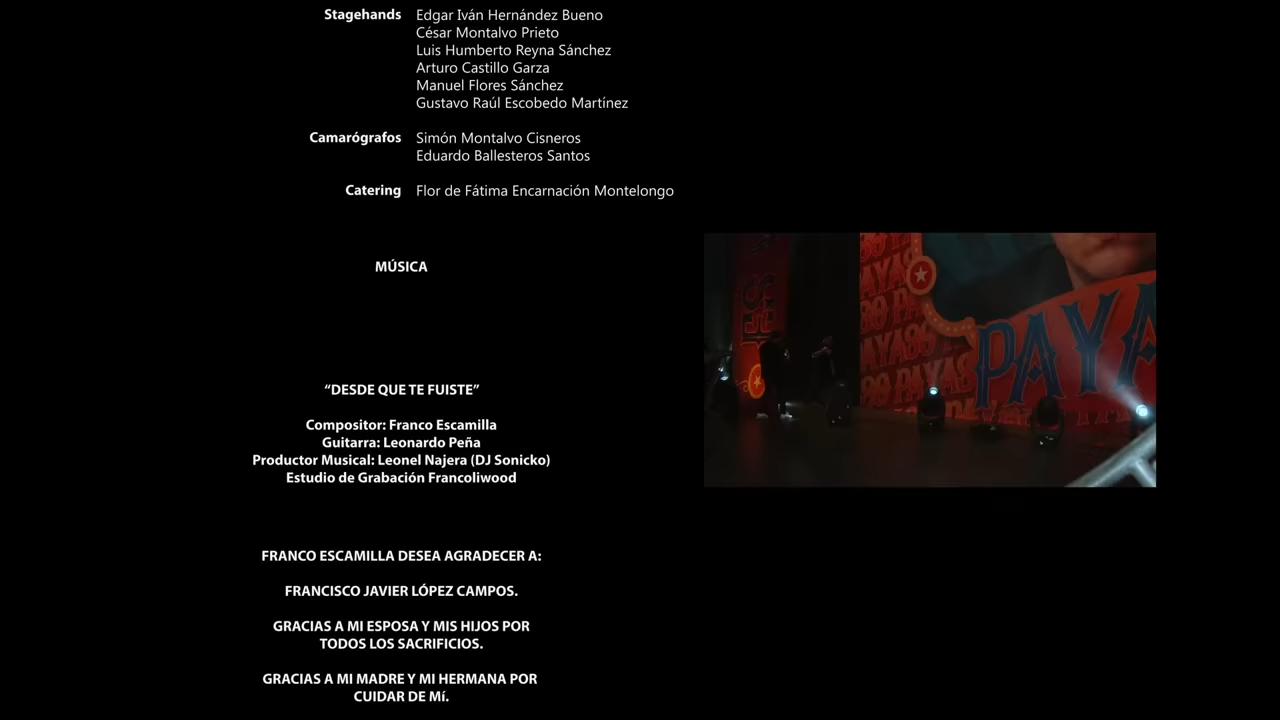 Stagehands Edgar Iván Hernández Bueno
César Montalvo Prieto
Luis Humberto Reyna Sánchez
Arturo Castillo Garza
Manuel Flores Sánchez
Gustavo Raúl Escobedo Martínez
Camarógrafos Simón Montalvo Cisneros
Eduardo Ballesteros Santos
Catering Flor de Fátima Encarnación Montelongo
MÚSICA
“DESDE QUE TE FUISTE”
Compositor: Franco Escamilla
Guitarra: Leonardo Peña
Productor Musical: Leonel Najera (DJ Sonicko)
Estudio de Grabación Francoliwood
FRANCO ESCAMILLA DESEA AGRADECER A:
FRANCISCO JAVIER LÓPEZ CAMPOS.
GRACIAS A MI ESPOSA Y MIS HIJOS POR
TODOS LOS SACRIFICIOS.
GRACIAS A MI MADRE Y MI HERMANA POR
CUIDAR DE Mí.
PAYA